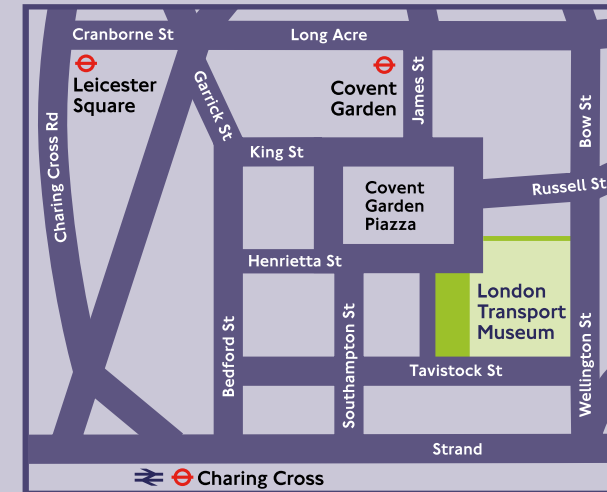 Cranborne St
Long Acre
Leicester
Square
Covent
Garden
James St
Garrick St
Charing Cross Rd
Bow St
King St
Covent
Garden
Piazza
Russell St
Henrietta St
London
Transport
Museum
Bedford St
Southampton St
Wellington St
Tavistock St
Strand
Charing Cross